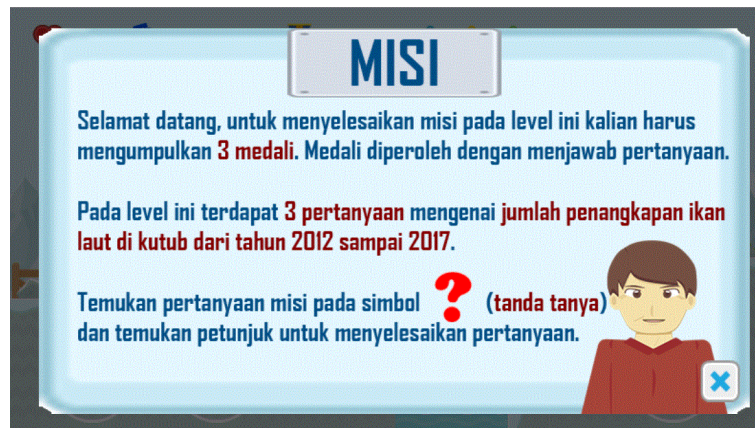 MISI
Selamat datang, untuk menyelesaikan misi pada level ini kalian harus
mengumpulkan 3 medali. Medali diperoleh dengan menjawab pertanyaan.
Pada level ini terdapat 3 pertanyaan mengenai jumlah penangkapan ikan
laut di kutub dari tahun 2012 sampai 2017.
Temukan pertanyaan misi pada simbol ? (tanda tanya)
dan temukan petunjuk untuk menyelesaikan pertanyaan.